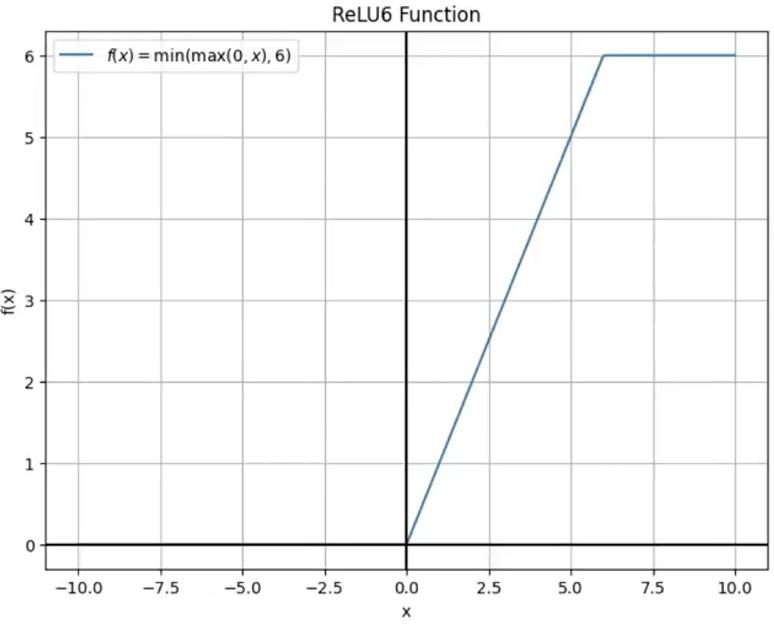 ReLU6 Function
f(x) = min(max(0, x), 6)
6
5
4
3
2
1
0
f(x)
−10.0 −7.5 −5.0 −2.5 0.0 2.5 5.0 7.5 10.0
x